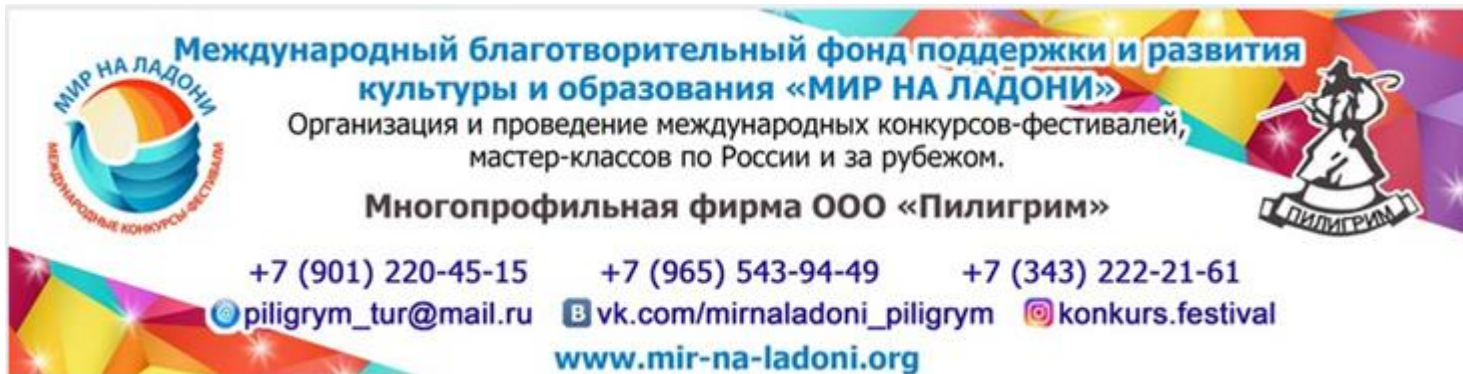 Международный благотворительный фонд поддержки и развития
культуры и образования «МИР НА ЛАДОНИ»
Организация и проведение международных конкурсов-фестивалей,
мастер-классов по России и за рубежом.
Многопрофильная фирма ООО «Пилигрим»
МИР НА ЛАДОНИ
МЕЖДУНАРОДНЫЕ КОНКУРСЫ-ФЕСТИВАЛИ
ПИЛИГРИМ
+7 (901) 220-45-15 +7 (965) 543-94-49 +7 (343) 222-21-61
@piligrym_tur@mail.ru В vk.com/mirnaladoni_piligrym konkurs.festival
www.mir-na-ladoni.org